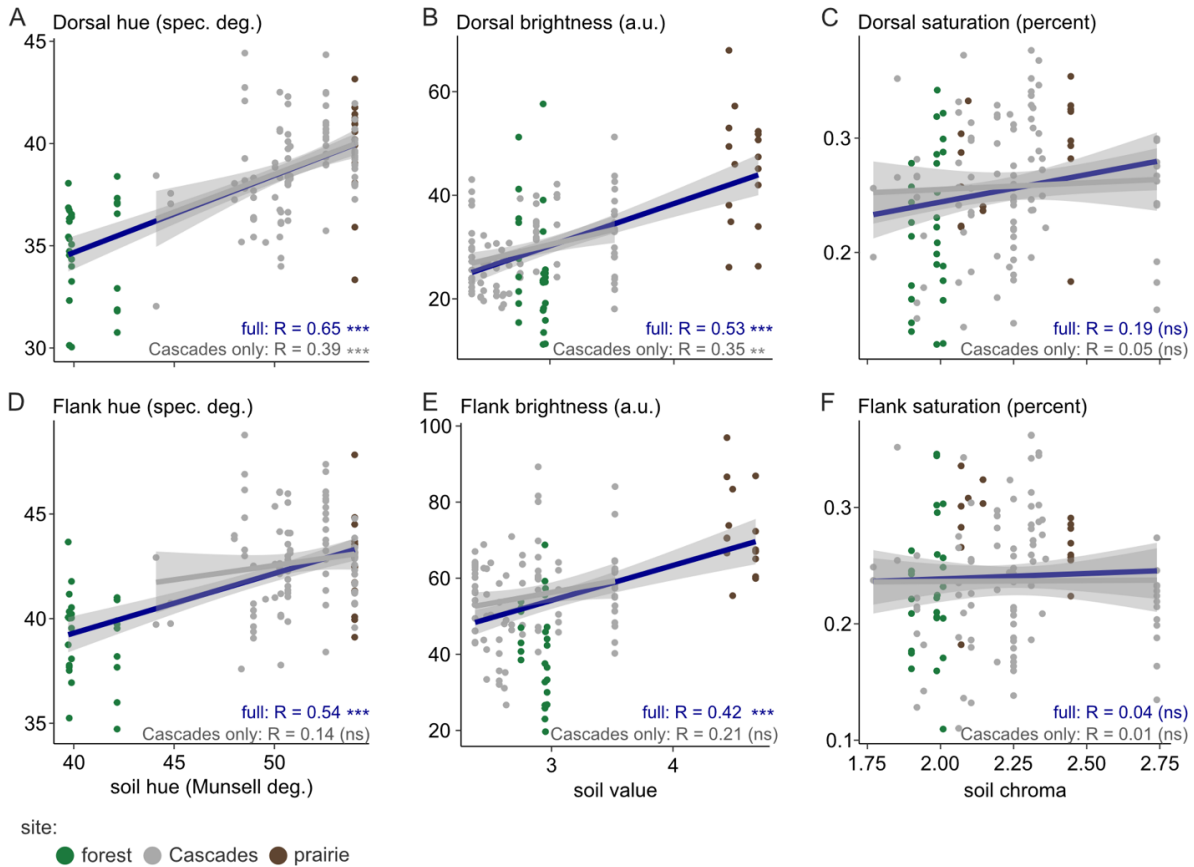 A Dorsal hue (spec. deg.)
45
40
35
30
full: R = 0.65 ***
Cascades only: R = 0.39 ***
B Dorsal brightness (a.u.)
60
40
20
full: R = 0.53 ***
Cascades only: R = 0.35 **
C Dorsal saturation (percent)
0.3
0.2
full: R = 0.19 (ns)
Cascades only: R = 0.05 (ns)
D Flank hue (spec. deg.)
45
40
35
full: R = 0.54 ***
Cascades only: R = 0.14 (ns)
40 45 50
soil hue (Munsell deg.)
E Flank brightness (a.u.)
100
80
60
40
20
full: R = 0.42 ***
Cascades only: R = 0.21 (ns)
3 4
soil value
F Flank saturation (percent)
0.3
0.2
0.1
full: R = 0.04 (ns)
Cascades only: R = 0.01 (ns)
1.75 2.00 2.25 2.50 2.75
soil chroma
site:
forest Cascades prairie